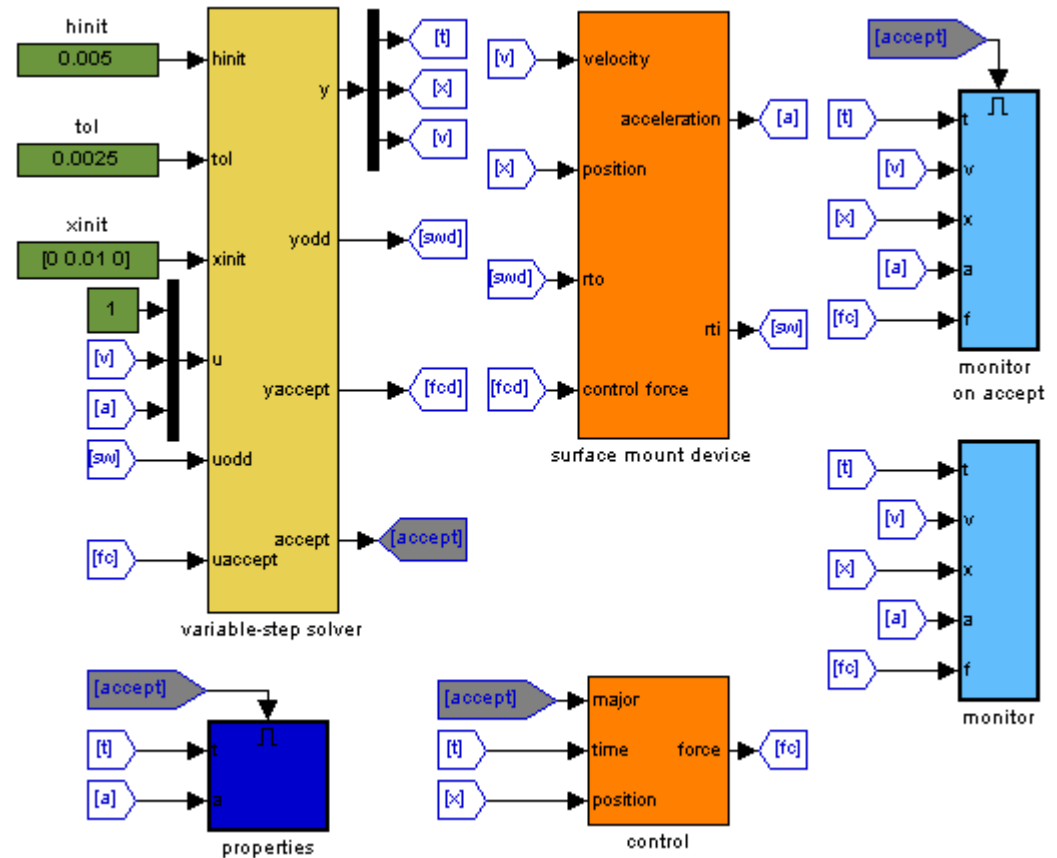 hinit
0.005
tol
0.0025
xinit
[0 0.01 0]
1
[v]
[a]
[sw]
[fc]
hinit
tol
xinit
u
uodd
uaccept
y
yodd
yaccept
accept
variable-step solver
[t]
[x]
[v]
[swd]
[fcd]
[accept]
[v]
[x]
[swd]
[fcd]
velocity
position
rto
control force
acceleration
rti
surface mount device
[a]
[sw]
[accept]
[t]
[v]
[x]
[a]
[fc]
t
v
x
a
f
monitor
on accept
[t]
[v]
[x]
[a]
[fc]
t
v
x
a
f
monitor
[accept]
[t]
[a]
t
a
properties
[accept]
[t]
[x]
major
time
position
force
control
[fc]